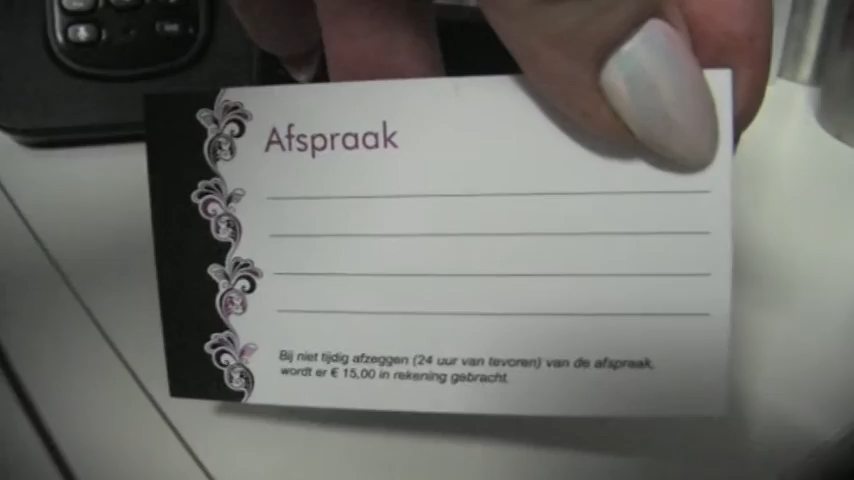 Afspraak
Bij niet tijdig afzeggen (24 uur van tevoren) van de afspraak,
wordt er € 15,00 in rekening gebracht.